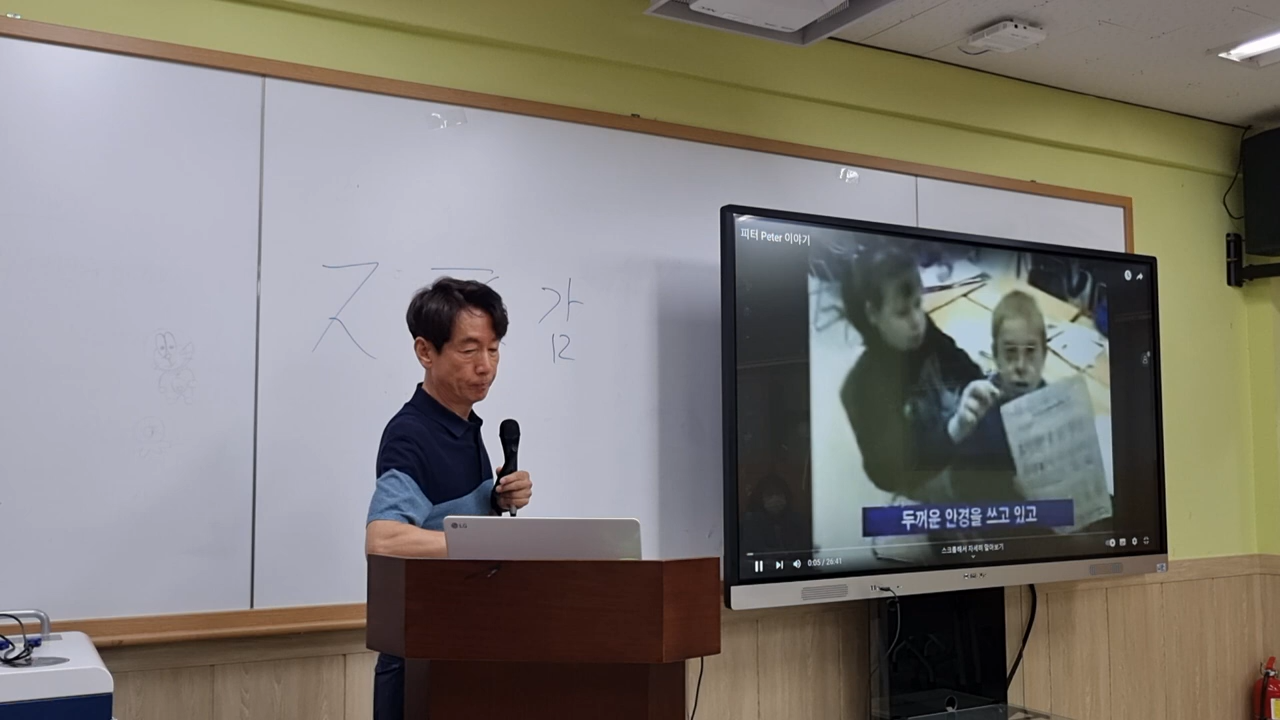 가
12
피터 Peter 이야기
두꺼운 안경을 쓰고 있고
스크롤해서 자세히 알아보기
0:05 / 26:41
LG